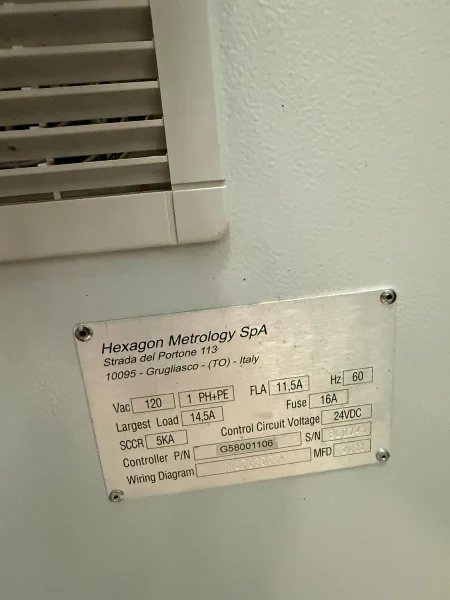 Hexagon Metrology SpA
Strada del Portone 113
10095 - Grugliasco - (TO) - Italy
Vac 120 1 PH+PE FLA 11,5A Hz 60
Largest Load 14,5A Fuse 16A
SCCR 5KA Control Circuit Voltage 24VDC
Controller P/N G58001106 S/N
Wiring Diagram MFD